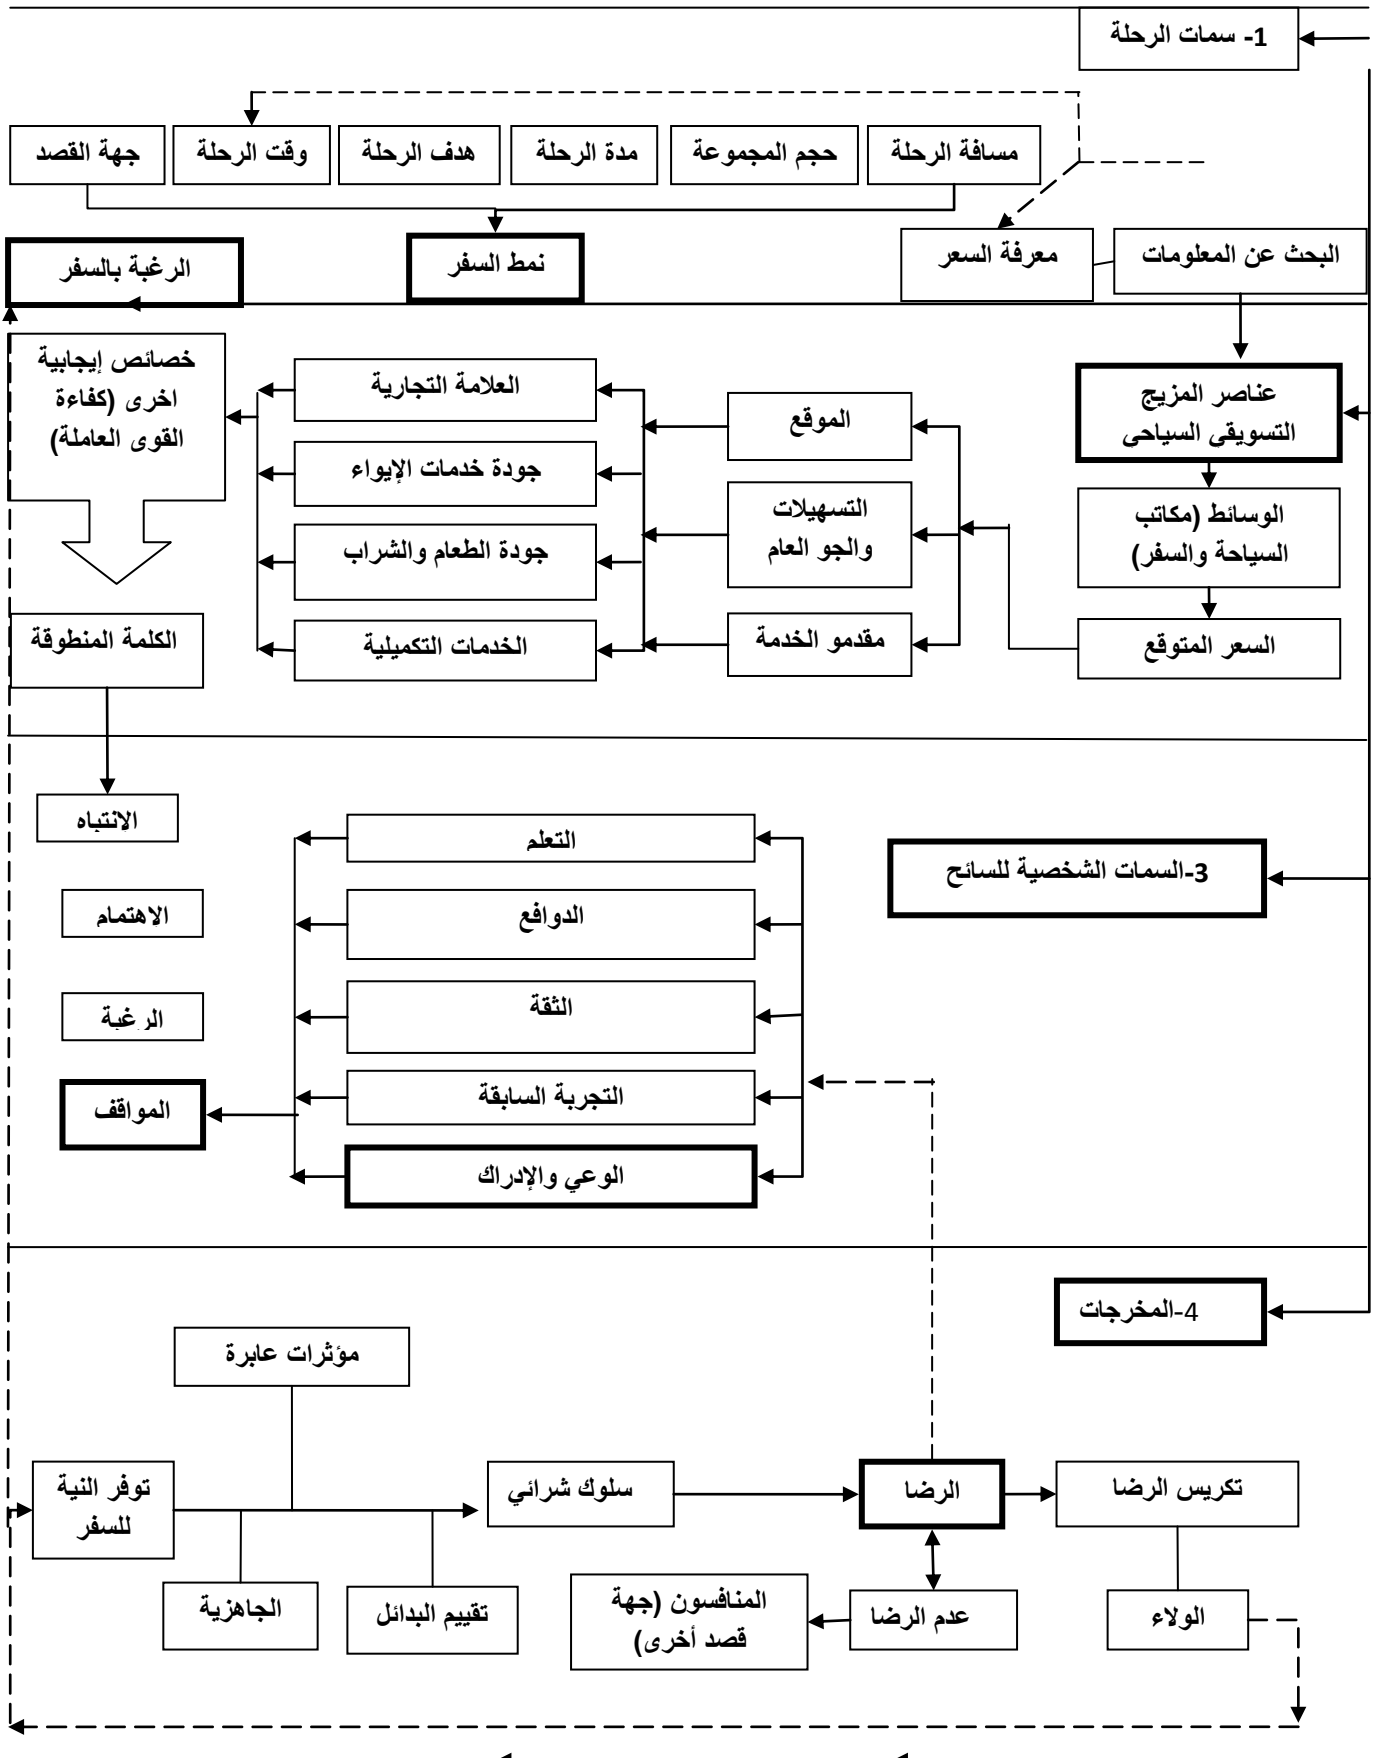 1- سمات الرحلة
مسافة الرحلة
حجم المجموعة
مدة الرحلة
هدف الرحلة
وقت الرحلة
جهة القصد
البحث عن المعلومات
معرفة السعر
نمط السفر
الرغبة بالسفر
عناصر المزيج
التسويقي السياحي
الوسائط (مكاتب
السياحة والسفر)
السعر المتوقع
الموقع
التسهيلات
والجو العام
مقدمو الخدمة
العلامة التجارية
جودة خدمات الإيواء
جودة الطعام والشراب
الخدمات التكميلية
خصائص إيجابية
اخرى (كفاءة
القوى العاملة)
الكلمة المنطوقة
3-السمات الشخصية للسائح
التعلم
الدوافع
الثقة
التجربة السابقة
الوعي والإدراك
الانتباه
الاهتمام
الرغبة
المواقف
4-المخرجات
مؤثرات عابرة
تكريس الرضا
الرضا
سلوك شرائي
توفر النية
للسفر
الولاء
عدم الرضا
المنافسون (جهة
قصد أخرى)
تقييم البدائل
الجاهزية